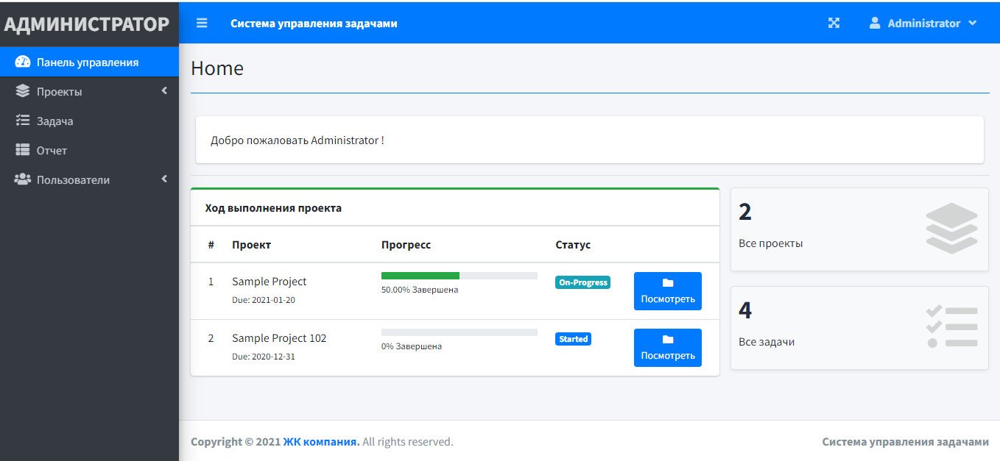 АДМИНИСТРАТОР
Система управления задачами
Administrator
Панель управления
Проекты
Задача
Отчет
Пользователи
Home
Добро пожаловать Administrator !
Ход выполнения проекта
# Проект Прогресс Статус
1 Sample Project On-Progress
Due: 2021-01-20 50.00% Завершена Посмотреть
2 Sample Project 102 Started
Due: 2020-12-31 0% Завершена Посмотреть
2
Все проекты
4
Все задачи
Copyright © 2021 ЖК компания. All rights reserved.
Система управления задачами